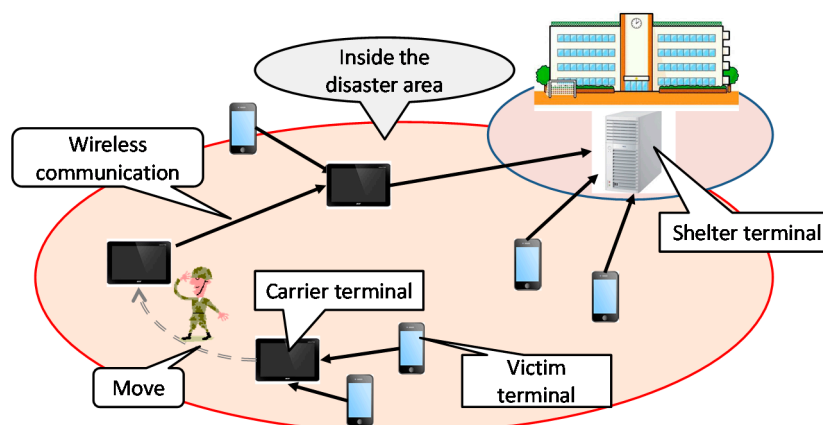 Inside the
disaster area
Wireless
communication
Shelter terminal
Carrier terminal
Move
Victim
terminal